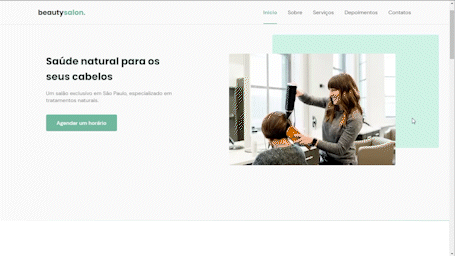 beautysalon.
Início
Sobre
Serviços
Depoimentos
Contatos
Saúde natural para os
seus cabelos
Um salão exclusivo em São Paulo, especializado em
tratamentos naturais.
Agendar um horário